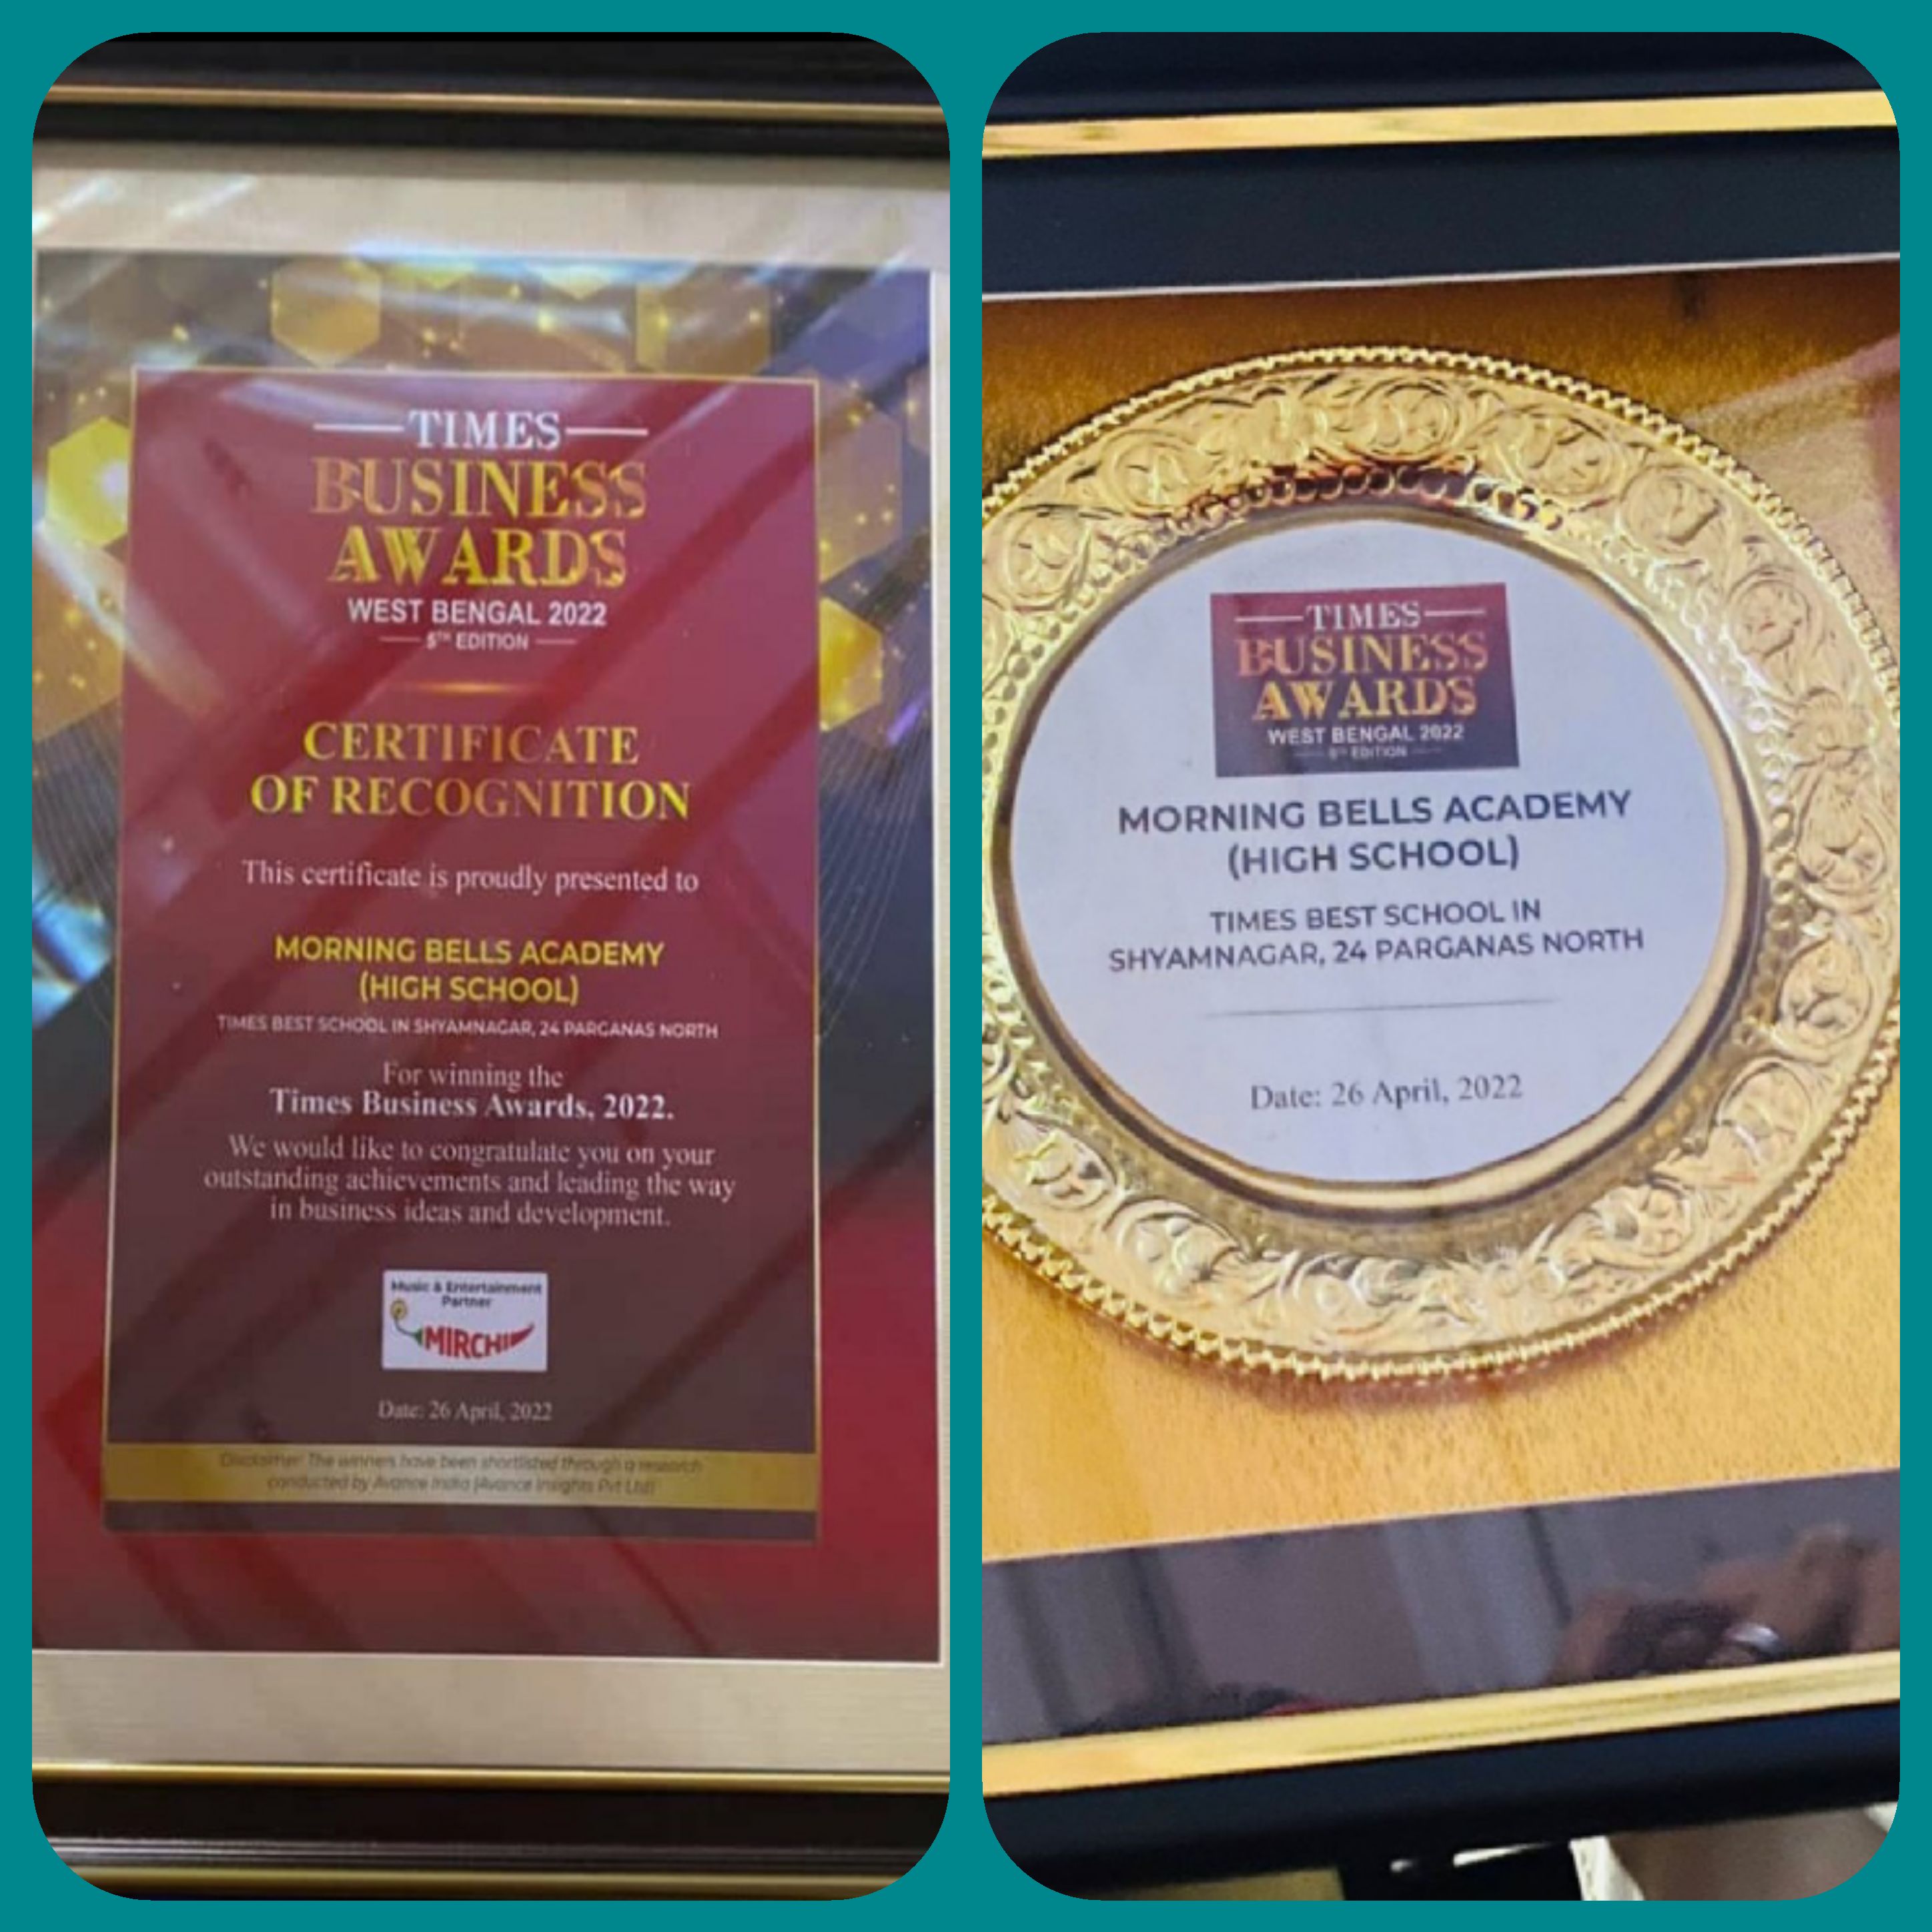 TIMES
BUSINESS
AWARDS
WEST BENGAL 2022
5TH EDITION
CERTIFICATE
OF RECOGNITION
This certificate is proudly presented to
MORNING BELLS ACADEMY
(HIGH SCHOOL)
TIMES BEST SCHOOL IN SHYAMNAGAR, 24 PARGANAS NORTH
For winning the
Times Business Awards, 2022.
We would like to congratulate you on your
outstanding achievements and leading the way
in business ideas and development.
Music & Entertainment
Partner
MIRCHI
Date: 26 April, 2022
Disclaimer: The winners have been shortlisted through a research
conducted by Avance India (Avance Insights Pvt Ltd)
TIMES
BUSINESS
AWARDS
WEST BENGAL 2022
5TH EDITION
MORNING BELLS ACADEMY
(HIGH SCHOOL)
TIMES BEST SCHOOL IN
SHYAMNAGAR, 24 PARGANAS NORTH
Date: 26 April, 2022